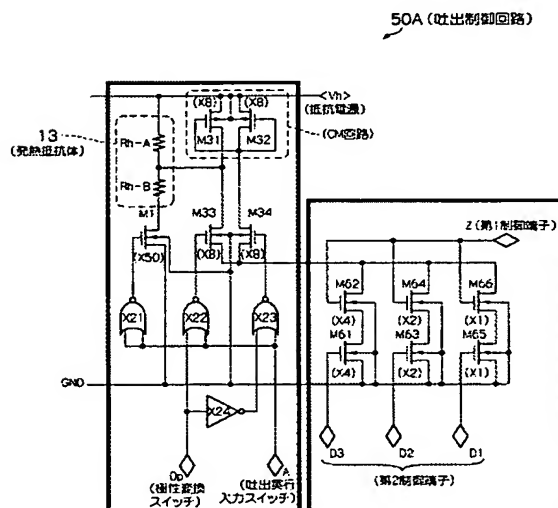 50A(吐出制御回路)
<Vh>
(抵抗電源)
(X8) (X8)
13
(発熱抵抗体)
Rh-A
M31 M32
(CM回路)
Rh-B
M1 M33 M34
Z(第1制御端子)
(X50) (X8) (X8)
M62 M64 M66
(X4) (X2) (X1)
X21 X22 X23
M61 M63 M65
(X4) (X2) (X1)
GND
X24
D3 D2 D1
(第2制御端子)
Dp
(極性変換
スイッチ)
A
(吐出実行
入力スイッチ)